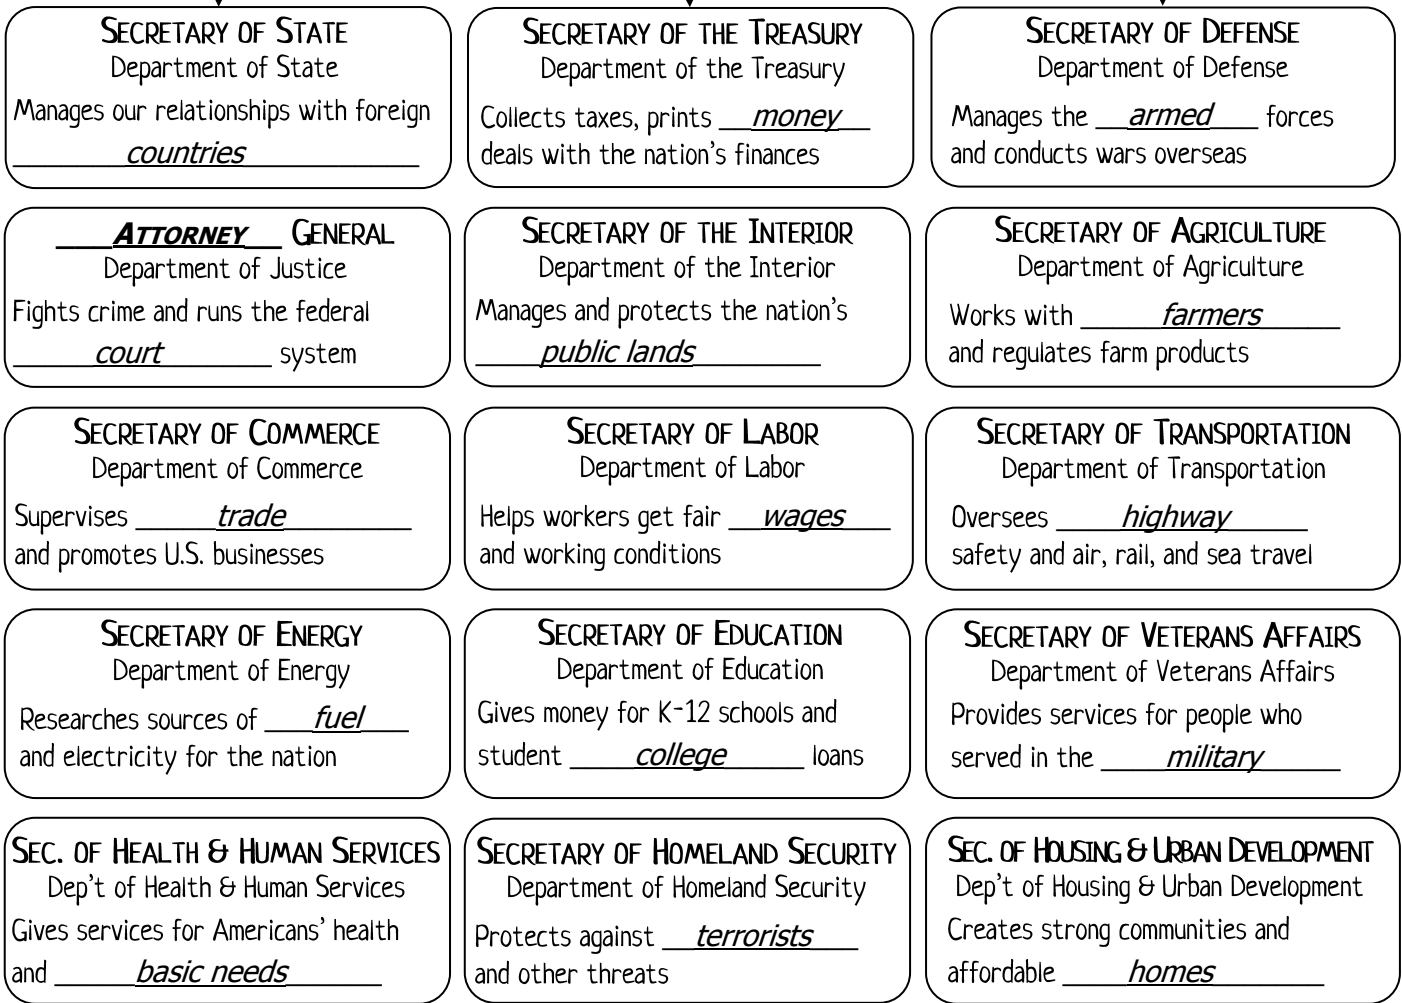 SECRETARY OF STATE
Department of State
Manages our relationships with foreign
countries
SECRETARY OF THE TREASURY
Department of the Treasury
Collects taxes, prints money
deals with the nation's finances
SECRETARY OF DEFENSE
Department of Defense
Manages the armed forces
and conducts wars overseas
ATTORNEY GENERAL
Department of Justice
Fights crime and runs the federal
court system
SECRETARY OF THE INTERIOR
Department of the Interior
Manages and protects the nation's
public lands
SECRETARY OF AGRICULTURE
Department of Agriculture
Works with farmers
and regulates farm products
SECRETARY OF COMMERCE
Department of Commerce
Supervises trade
and promotes U.S. businesses
SECRETARY OF LABOR
Department of Labor
Helps workers get fair wages
and working conditions
SECRETARY OF TRANSPORTATION
Department of Transportation
Oversees highway
safety and air, rail, and sea travel
SECRETARY OF ENERGY
Department of Energy
Researches sources of fuel
and electricity for the nation
SECRETARY OF EDUCATION
Department of Education
Gives money for K-12 schools and
student college loans
SECRETARY OF VETERANS AFFAIRS
Department of Veterans Affairs
Provides services for people who
served in the military
SEC. OF HEALTH & HUMAN SERVICES
Dep't of Health & Human Services
Gives services for Americans' health
and basic needs
SECRETARY OF HOMELAND SECURITY
Department of Homeland Security
Protects against terrorists
and other threats
SEC. OF HOUSING & URBAN DEVELOPMENT
Dep't of Housing & Urban Development
Creates strong communities and
affordable homes